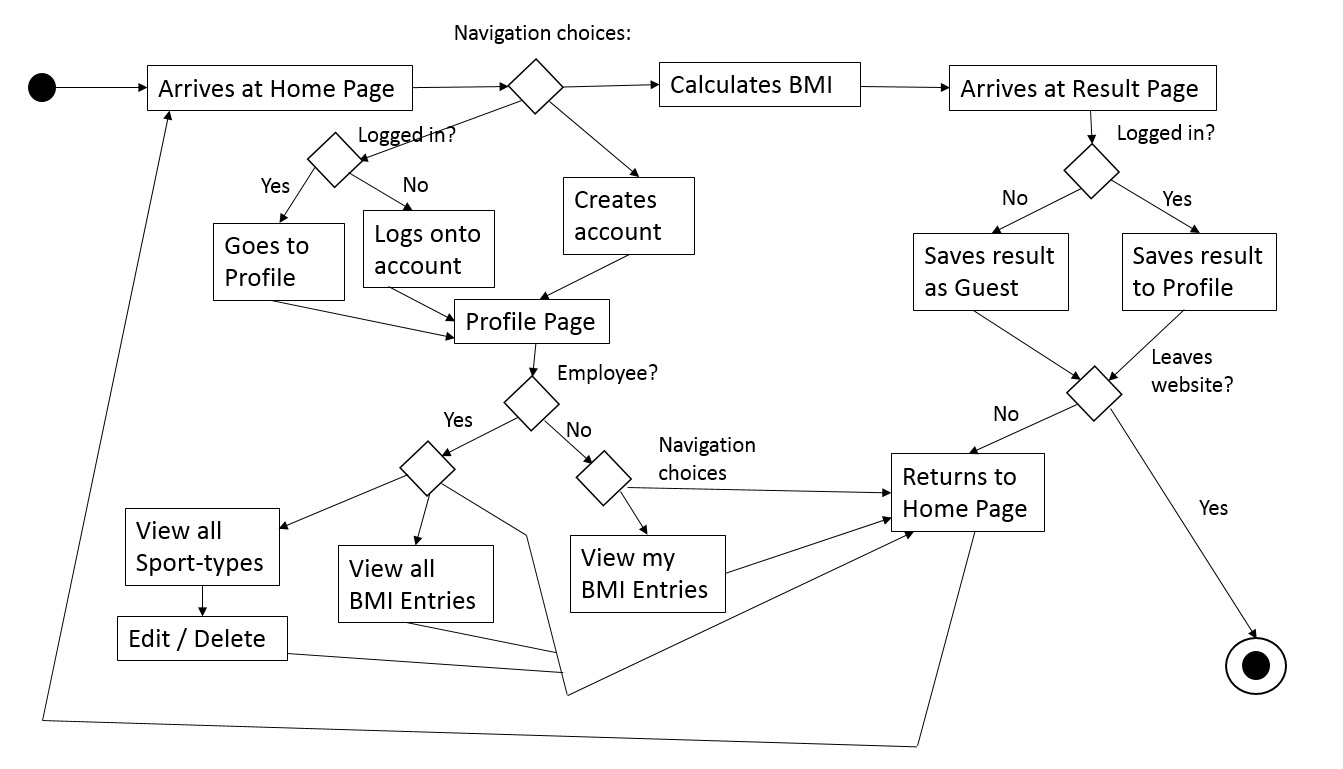 Navigation choices:
Arrives at Home Page
Calculates BMI
Arrives at Result Page
Logged in?
Logged in?
Yes
No
No
Yes
Goes to
Profile
Logs onto
account
Creates
account
Saves result
as Guest
Saves result
to Profile
Profile Page
Employee?
Leaves
website?
Yes
No
No
Navigation
choices
Returns to
Home Page
Yes
View all
Sport-types
View all
BMI Entries
View my
BMI Entries
Edit / Delete